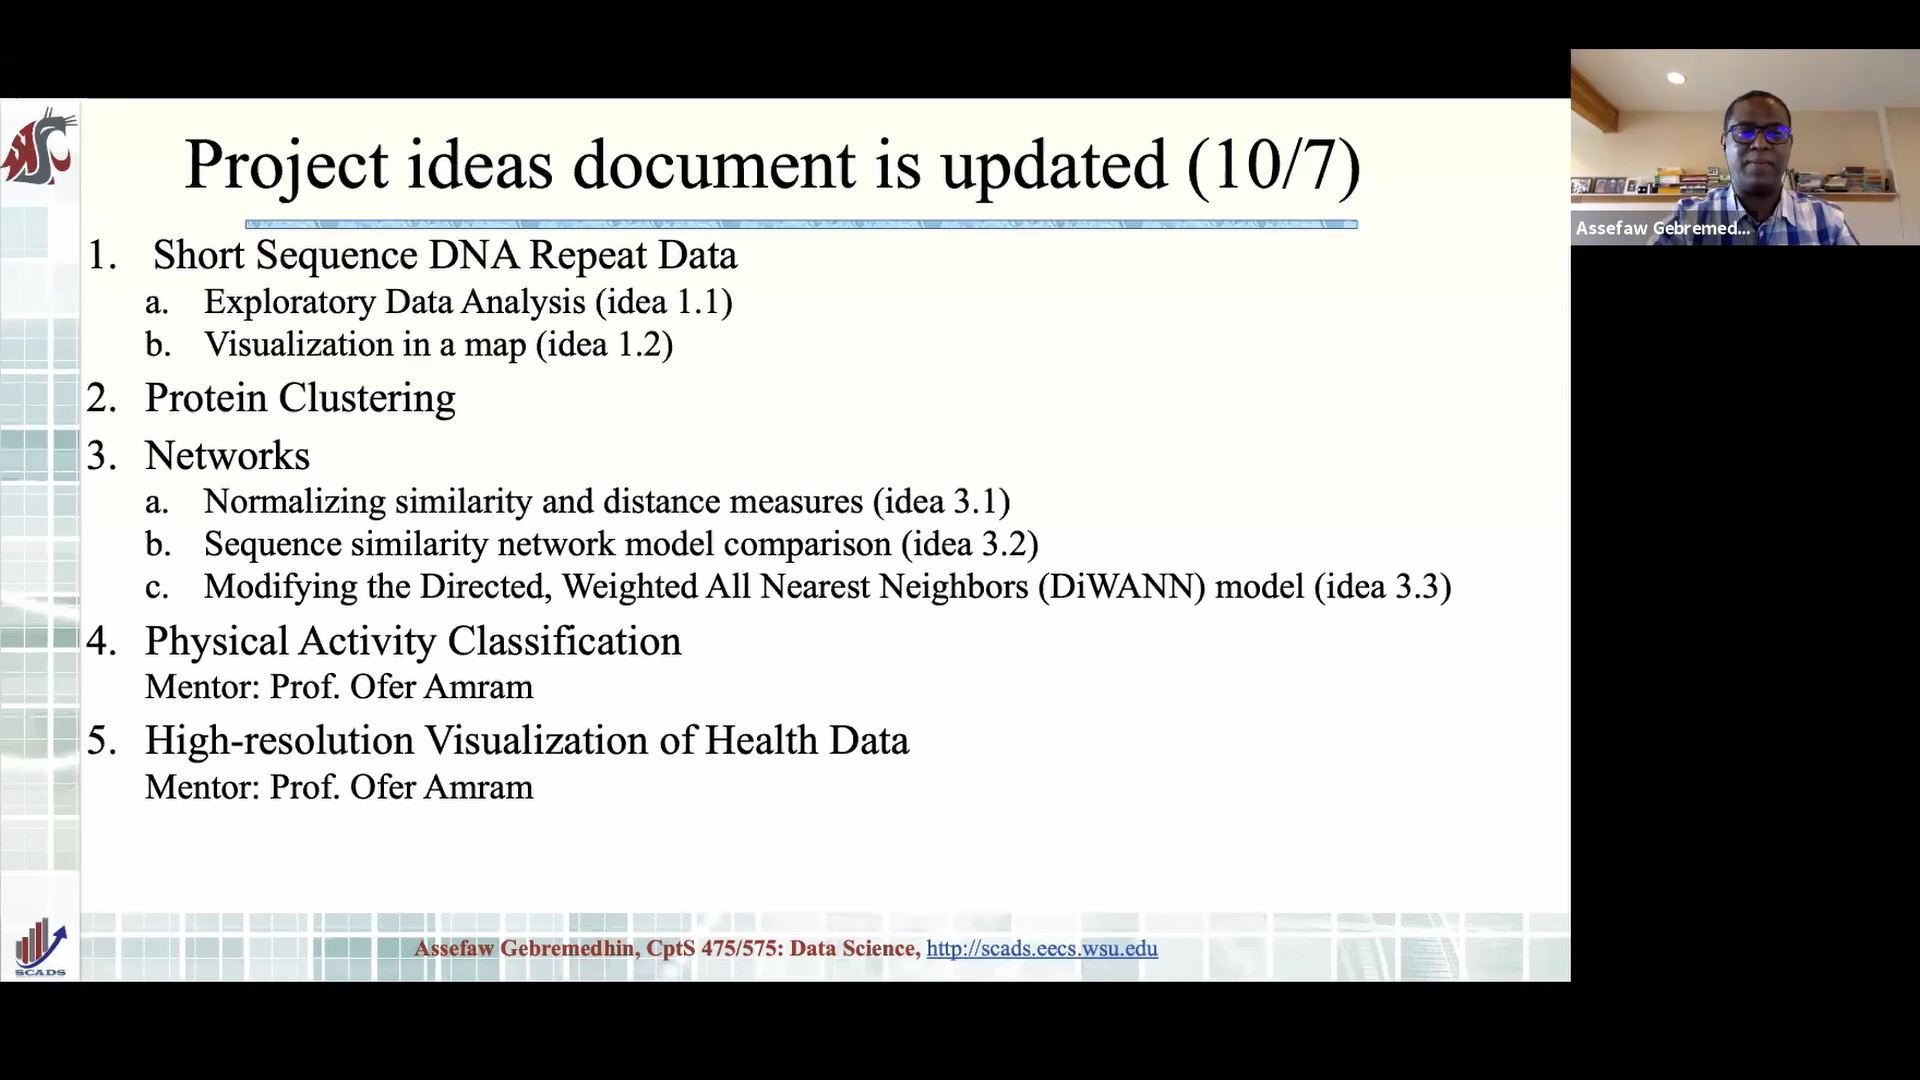 Project ideas document is updated (10/7)
1. Short Sequence DNA Repeat Data
a. Exploratory Data Analysis (idea 1.1)
b. Visualization in a map (idea 1.2)
2. Protein Clustering
3. Networks
a. Normalizing similarity and distance measures (idea 3.1)
b. Sequence similarity network model comparison (idea 3.2)
c. Modifying the Directed, Weighted All Nearest Neighbors (DiWANN) model (idea 3.3)
4. Physical Activity Classification
Mentor: Prof. Ofer Amram
5. High-resolution Visualization of Health Data
Mentor: Prof. Ofer Amram
SCADS
Assefaw Gebremedhin, CptS 475/575: Data Science, http://scads.eecs.wsu.edu
Assefaw Gebremed...